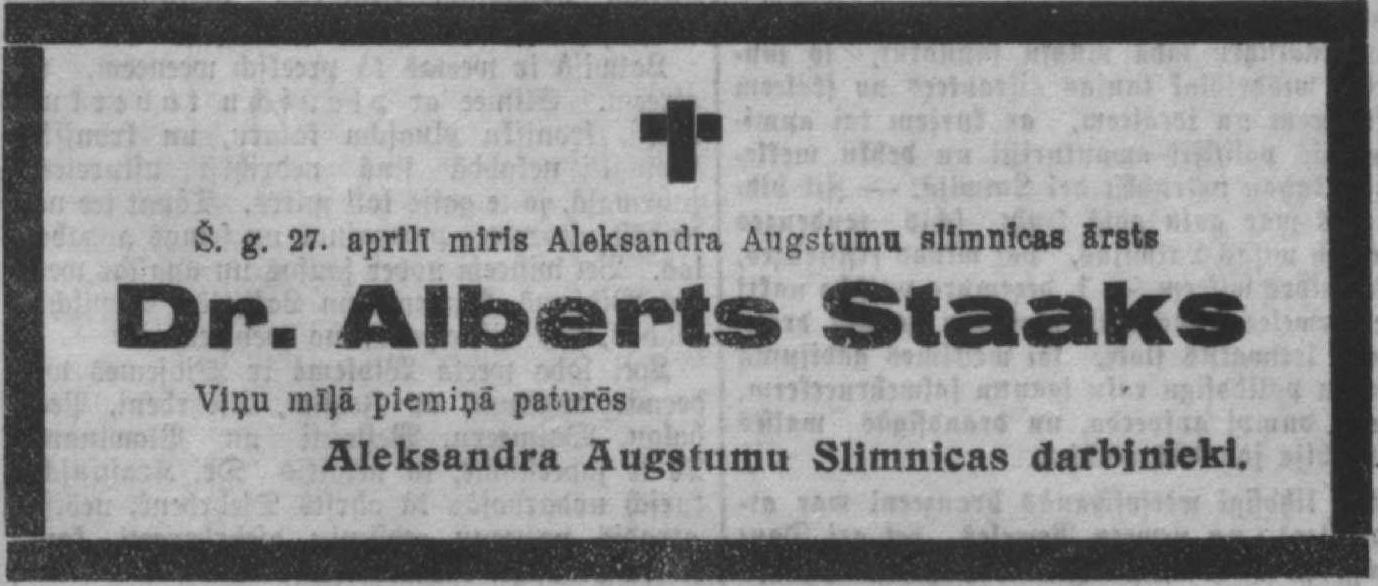 Š. g. 27. aprilī miris Aleksandra Augstumu slimnicas ārsts
Dr. Alberts Staaks
Viņu mīļā piemiņā paturēs
Aleksandra Augstumu Slimnicas darbinieki.